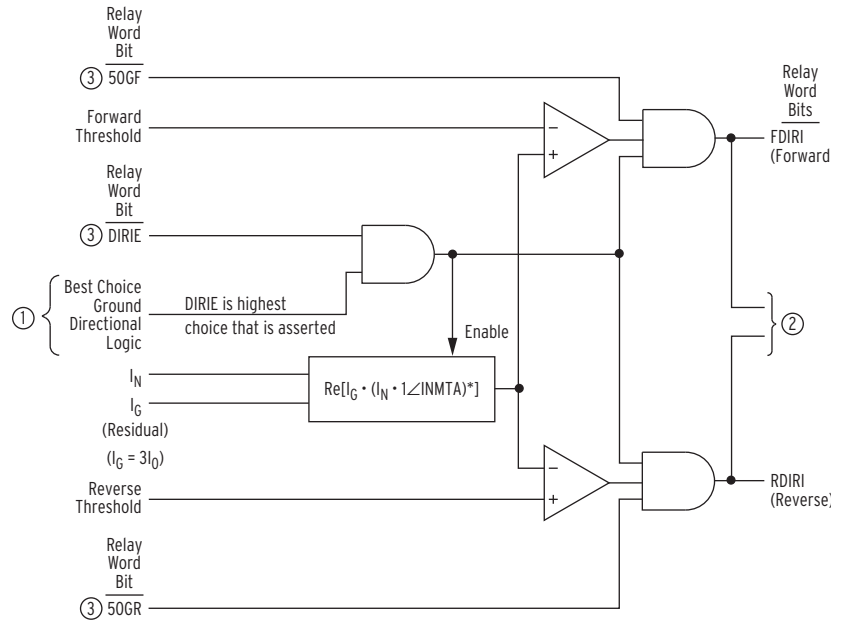 Relay
Word
Bit
③ 50GF
Forward
Threshold
−
+
Relay
Word
Bits
FDIRI
(Forward
Relay
Word
Bit
③ DIRIE
① Best Choice
Ground
Directional
Logic
DIRIE is highest
choice that is asserted
Enable
②
I_N
I_G
(Residual)
(I_G = 3I_0)
Re[I_G • (I_N • 1∠INMTA)*]
Reverse
Threshold
−
+
RDIRI
(Reverse)
Relay
Word
Bit
③ 50GR